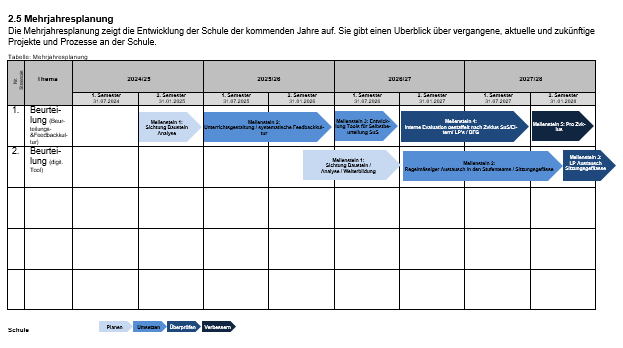 2.5 Mehrjahresplanung
Die Mehrjahresplanung zeigt die Entwicklung der Schule der kommenden Jahre auf. Sie gibt einen Überblick über vergangene, aktuelle und zukünftige
Projekte und Prozesse an der Schule.
Tabelle: Mehrjahresplanung
Nr.
Thema
2024/25
2025/26
2026/27
2027/28
1. Semester
31.07.2024
2. Semester
31.01.2025
1. Semester
31.07.2025
2. Semester
31.01.2026
1. Semester
31.07.2026
2. Semester
31.01.2027
1. Semester
31.07.2027
2. Semester
31.01.2028
1.
Beurtei-
lung (Beur-
teilungs-
&Feedbackkul-
tur)
Meilenstein 1:
Sichtung Baustein
Analyse
Meilenstein 2:
Unterrichtsgestaltung / systematische Feedbackkul-
tur
Meilenstein 3: Entwick-
lung Tools für Selbstbe-
urteilung SuS
Meilenstein 4:
Interne Evaluation gestaffelt nach Zyklus SuS/El-
tern/ LP's / BFG
Meilenstein 5: Pro Zyk-
lus
2.
Beurtei-
lung (digit.
Tool)
Meilenstein 1:
Sichtung Baustein /
Analyse / Weiterbildung
Meilenstein 2:
Regelmässiger Austausch in den Stufenteams / Sitzungsgefässe
Meilenstein 3:
LP Austausch
Sitzungsgefässe
Schule
Planen
Umsetzen
Überprüfen
Verbessern